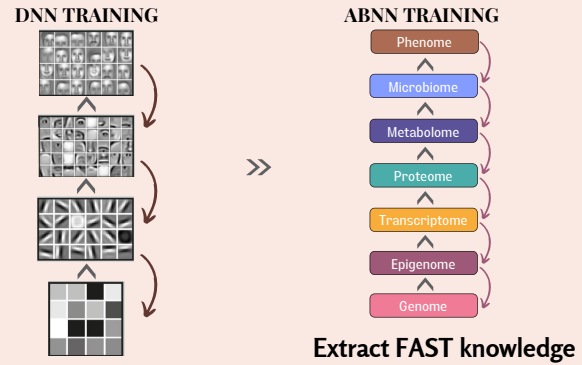 DNN TRAINING
ABNN TRAINING
Phenome
Microbiome
Metabolome
Proteome
Transcriptome
Epigenome
Genome
Extract FAST knowledge